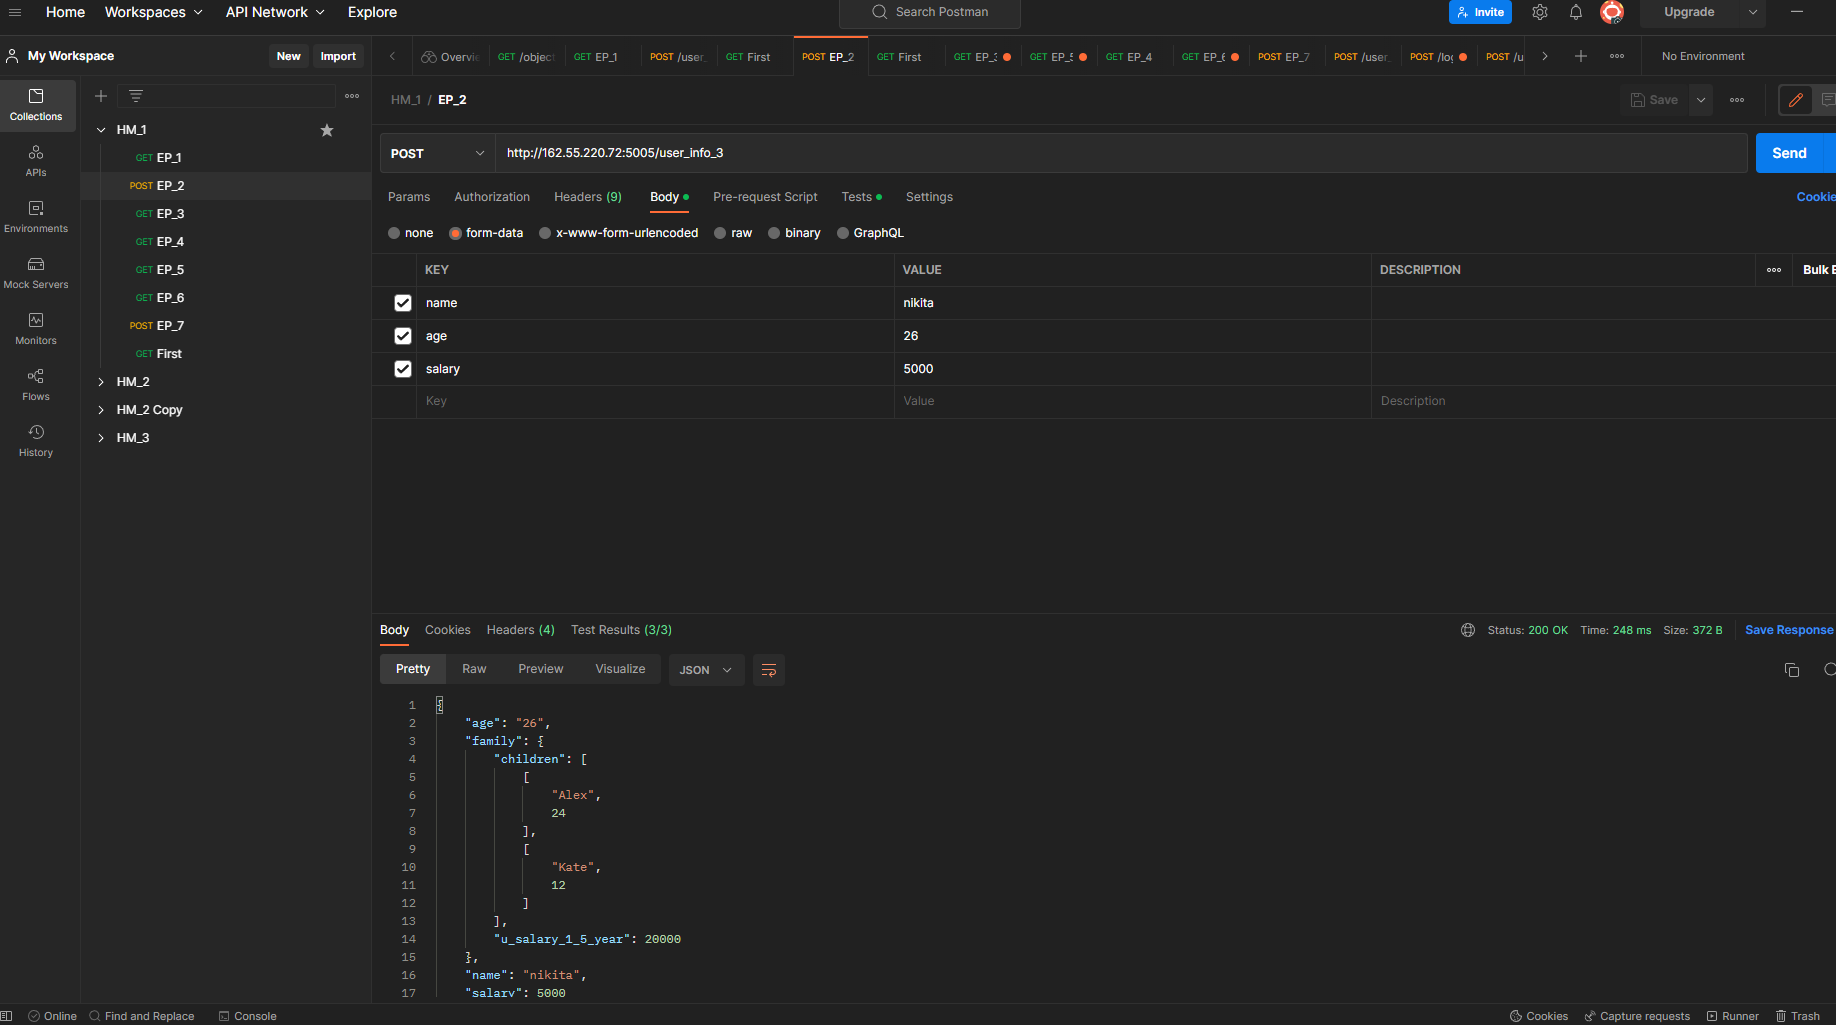 Home Workspaces API Network Explore Search Postman Invite Upgrade
My Workspace New Import Overvie GET /object GET EP_1 POST /user_ GET First POST EP_2 GET First GET EP_3 GET EP_5 GET EP_4 GET EP_6 POST EP_7 POST /user_ POST /log POST /u No Environment
Collections
APIs
Environments
Mock Servers
Monitors
Flows
History
HM_1
GET EP_1
POST EP_2
GET EP_3
GET EP_4
GET EP_5
GET EP_6
POST EP_7
GET First
HM_2
HM_2 Copy
HM_3
HM_1 / EP_2 Save
POST http://162.55.220.72:5005/user_info_3 Send
Params Authorization Headers (9) Body Pre-request Script Tests Settings Cookie
none form-data x-www-form-urlencoded raw binary GraphQL
KEY VALUE DESCRIPTION Bulk E
name nikita
age 26
salary 5000
Key Value Description
Body Cookies Headers (4) Test Results (3/3) Status: 200 OK Time: 248 ms Size: 372 B Save Response
Pretty Raw Preview Visualize JSON
1 {
2 "age": "26",
3 "family": {
4 "children": [
5 [
6 "Alex",
7 24
8 ],
9 [
10 "Kate",
11 12
12 ]
13 ],
14 "u_salary_1_5_year": 20000
15 },
16 "name": "nikita",
17 "salary": 5000
Online Find and Replace Console Cookies Capture requests Runner Trash